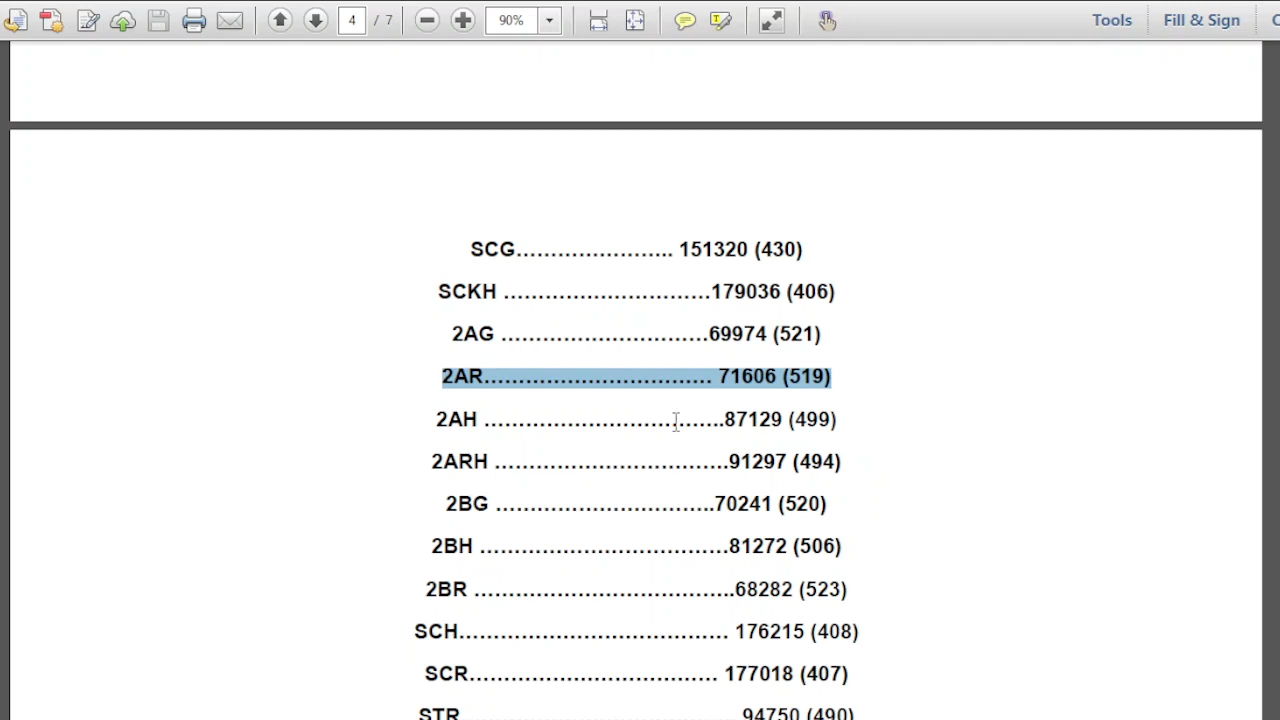 4 / 7 90% Tools Fill & Sign
SCG…………………... 151320 (430)
SCKH …………………………179036 (406)
2AG …………………………69974 (521)
2AR…………………………… 71606 (519)
2AH ……………………………..87129 (499)
2ARH …………………………….91297 (494)
2BG …………………………..70241 (520)
2BH ………………………………81272 (506)
2BR ………………………………..68282 (523)
SCH………………………………… 176215 (408)
SCR……………………………… 177018 (407)
STR………………………………… 94750 (490)